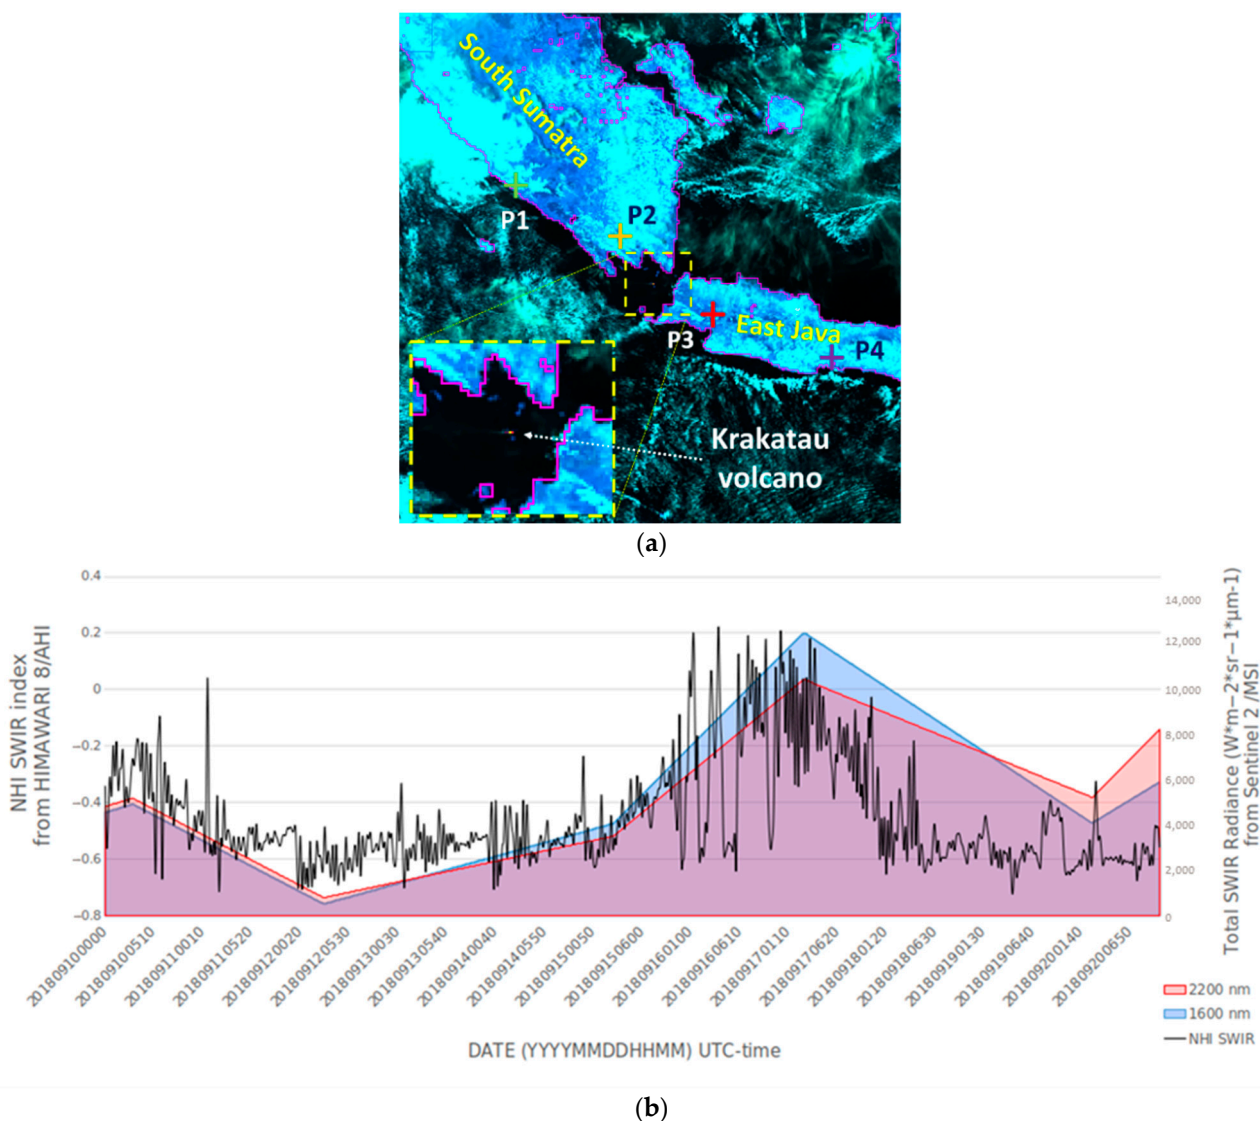 South Sumatra
P1
P2
East Java
P3
P4
Krakatau
volcano
(a)
NHI SWIR index
from HIMAWARI 8/AHI
0.4
0.2
0
−0.2
−0.4
−0.6
−0.8
14,000
12,000
10,000
8,000
6,000
4,000
2,000
0
Total SWIR Radiance (W*m−2*sr−1*μm-1)
from Sentinel 2 /MSI
201809100000
201809100510
201809110010
201809110520
201809120020
201809120530
201809130030
201809130540
201809140040
201809140550
201809150050
201809150600
201809160100
201809160610
201809170110
201809170620
201809180120
201809180630
201809190130
201809190640
201809200140
201809200650
2200 nm
1600 nm
NHI SWIR
DATE (YYYYMMDDHHMM) UTC-time
(b)